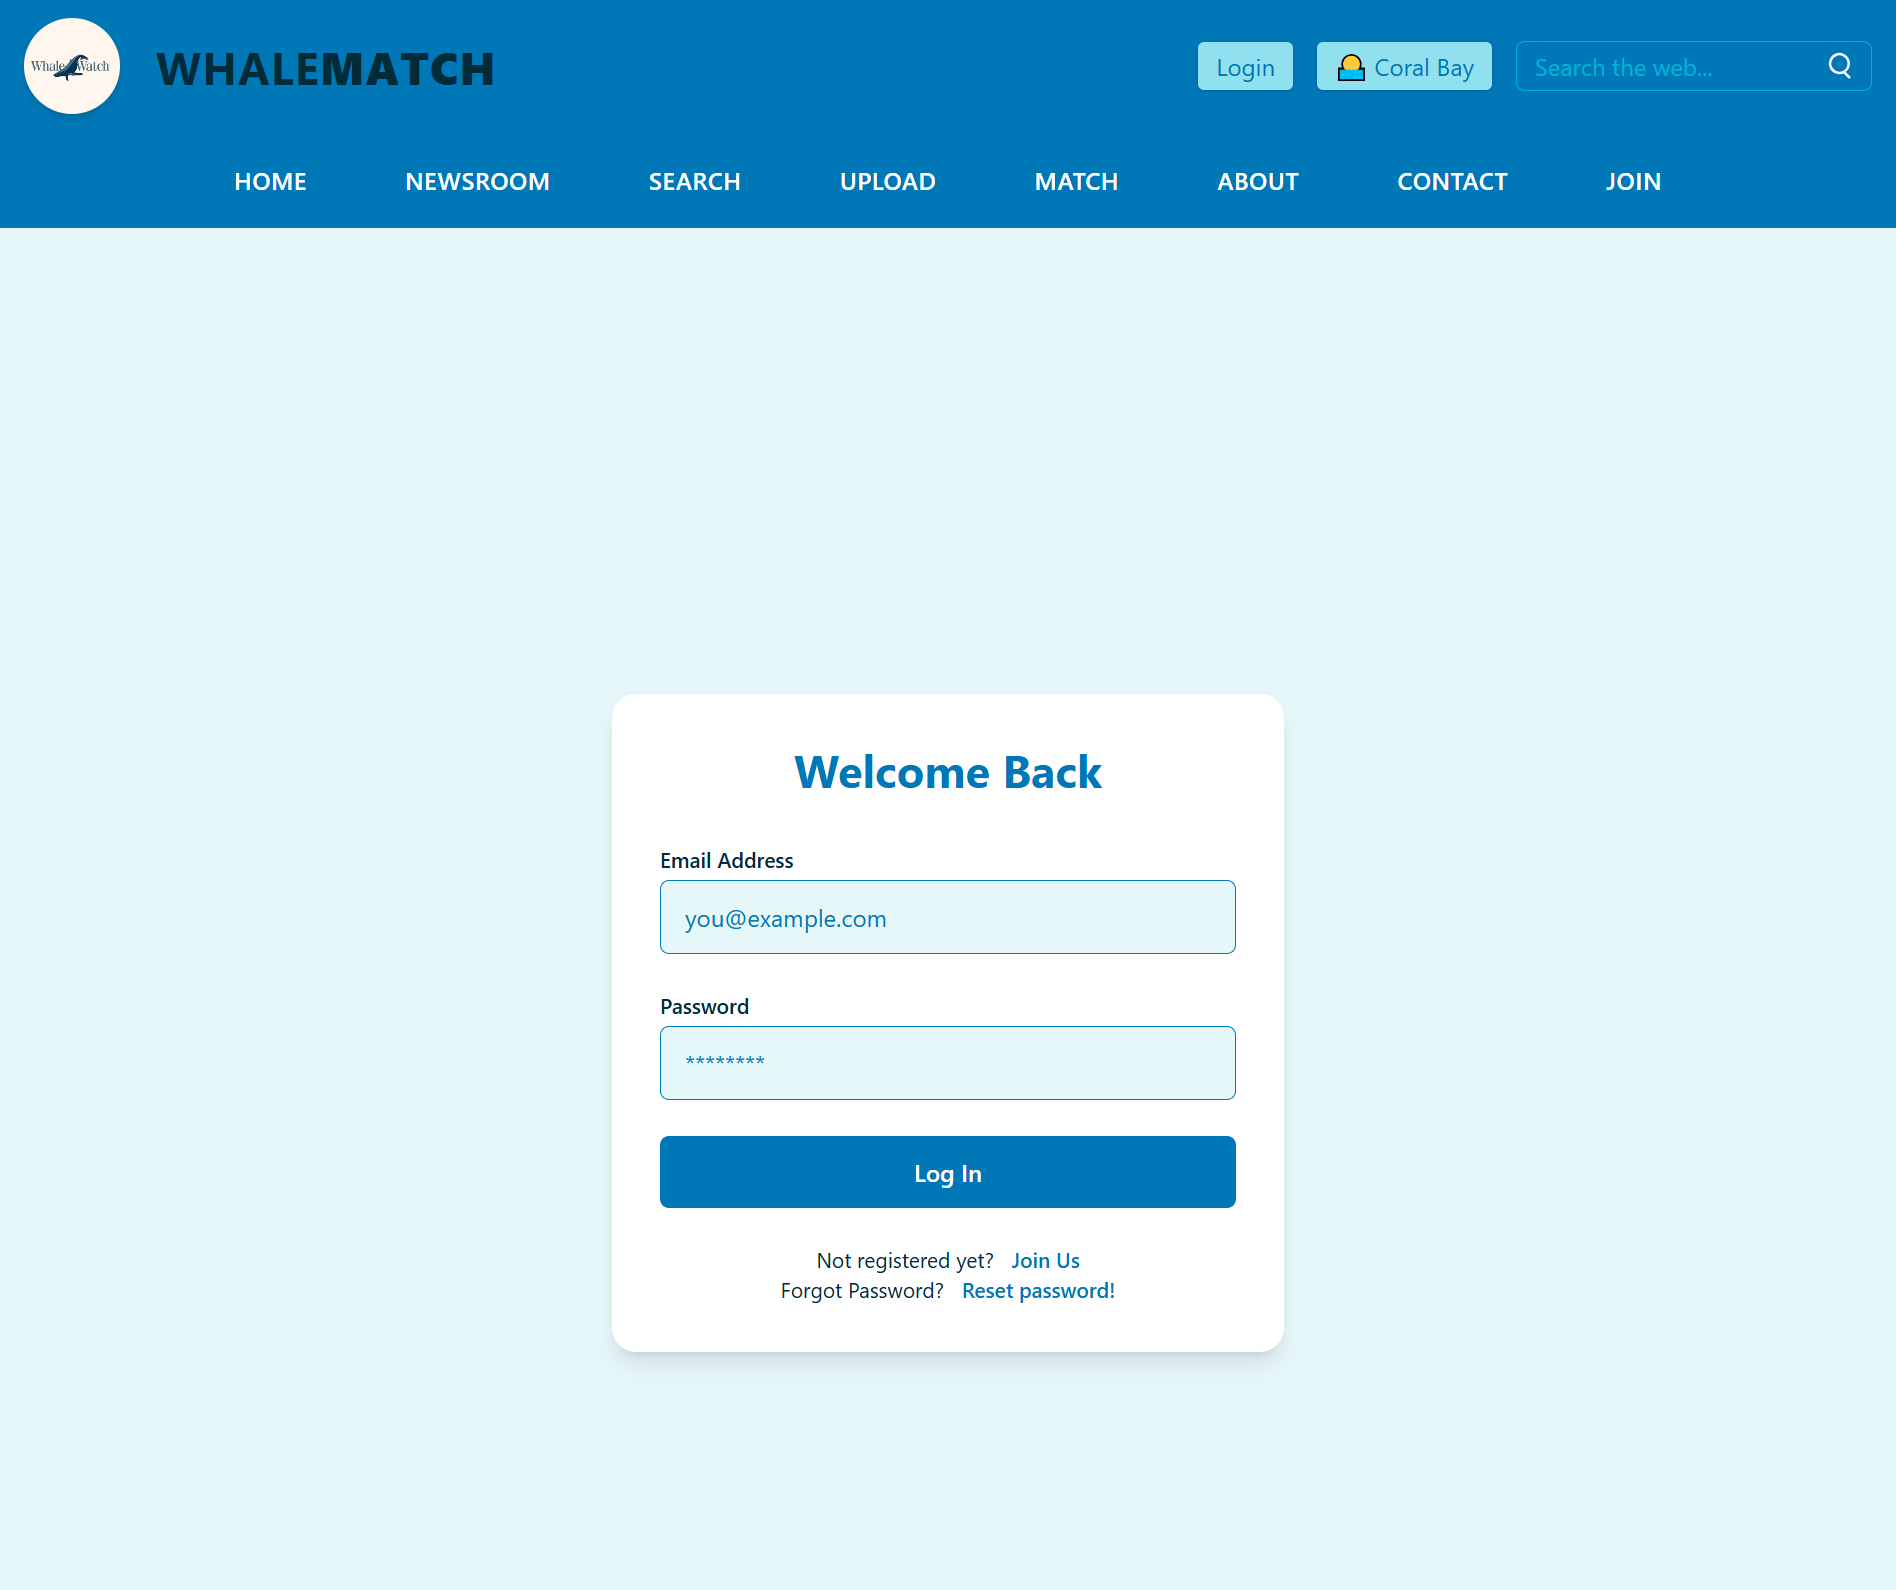 Whale Watch
WHALEMATCH
Login
Coral Bay
Search the web...
HOME NEWSROOM SEARCH UPLOAD MATCH ABOUT CONTACT JOIN
Welcome Back
Email Address
you@example.com
Password
********
Log In
Not registered yet? Join Us
Forgot Password? Reset password!